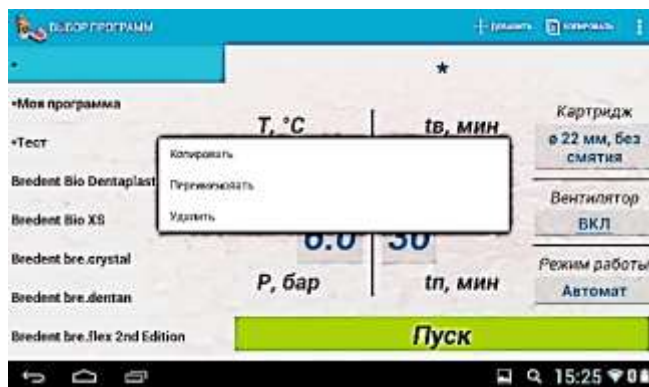 ВЫБОР ПРОГРАММ
ДОБАВИТЬ
КОПИРОВАТЬ
*
*
•Моя программа
•Тест
Bredent Bio Dentaplast
Bredent Bio XS
Bredent bre.crystal
Bredent bre.dentan
Bredent bre.flex 2nd Edition
T, °C
tв, мин
Копировать
Переименовать
Удалить
6.0
30
P, бар
tп, мин
Картридж
ø 22 мм, без
смятия
Вентилятор
ВКЛ
Режим работы
Автомат
Пуск
15:25